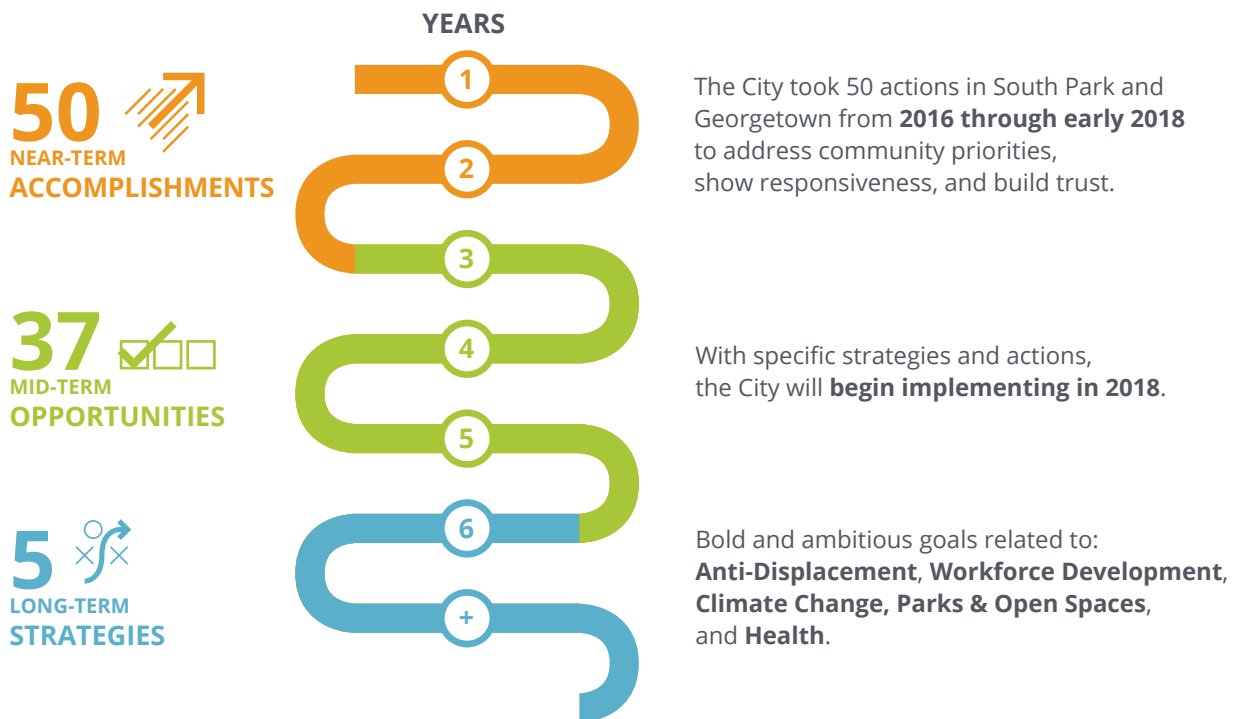 YEARS
50
NEAR-TERM
ACCOMPLISHMENTS
1
2
The City took 50 actions in South Park and
Georgetown from 2016 through early 2018
to address community priorities,
show responsiveness, and build trust.
37
MID-TERM
OPPORTUNITIES
3
4
5
With specific strategies and actions,
the City will begin implementing in 2018.
5
LONG-TERM
STRATEGIES
6
+
Bold and ambitious goals related to:
Anti-Displacement, Workforce Development,
Climate Change, Parks & Open Spaces,
and Health.